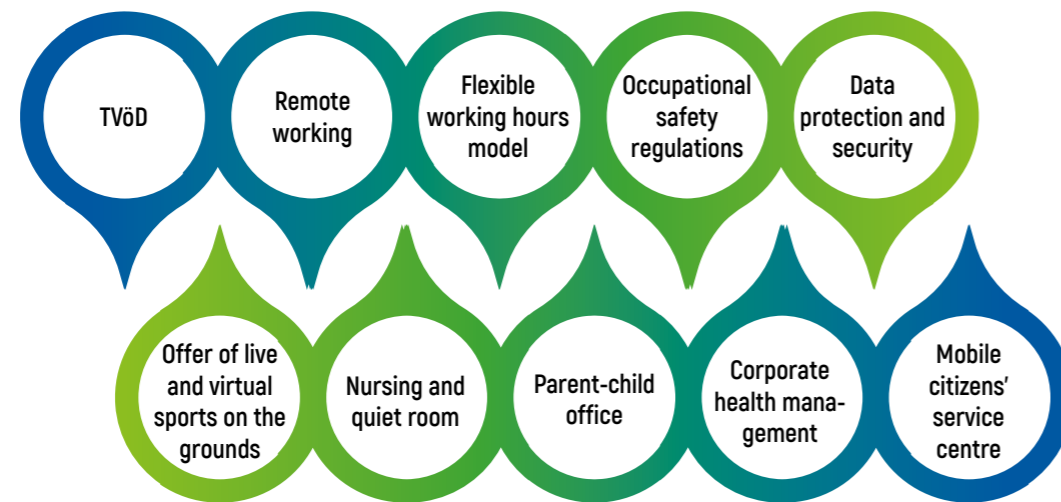 TVöD
Remote
working
Flexible
working hours
model
Occupational
safety
regulations
Data
protection and
security
Offer of live
and virtual
sports on the
grounds
Nursing and
quiet room
Parent-child
office
Corporate
health mana-
gement
Mobile
citizens'
service
centre